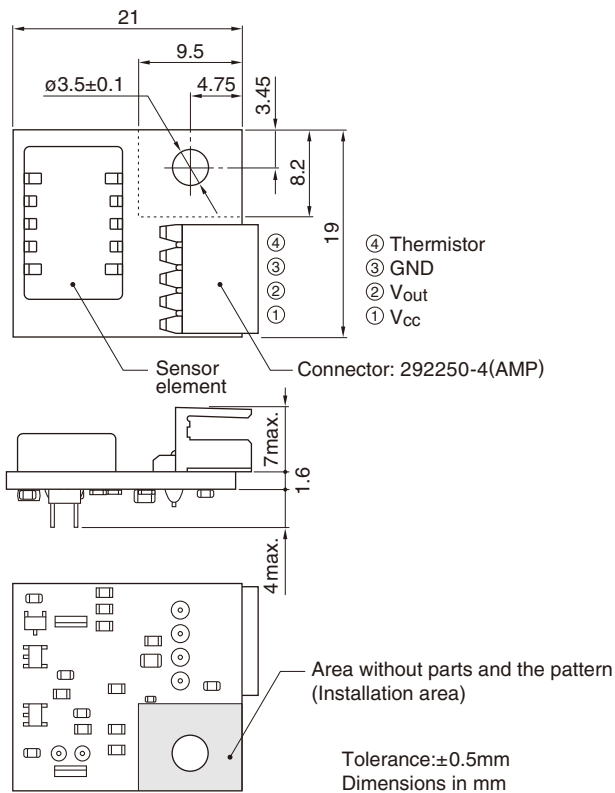 21
9.5
ø3.5±0.1
4.75
3.45
8.2
19
④
③
②
①
④ Thermistor
③ GND
② Vout
① Vcc
Sensor
element
Connector: 292250-4(AMP)
7max.
1.6
4max.
Area without parts and the pattern
(Installation area)
Tolerance:±0.5mm
Dimensions in mm